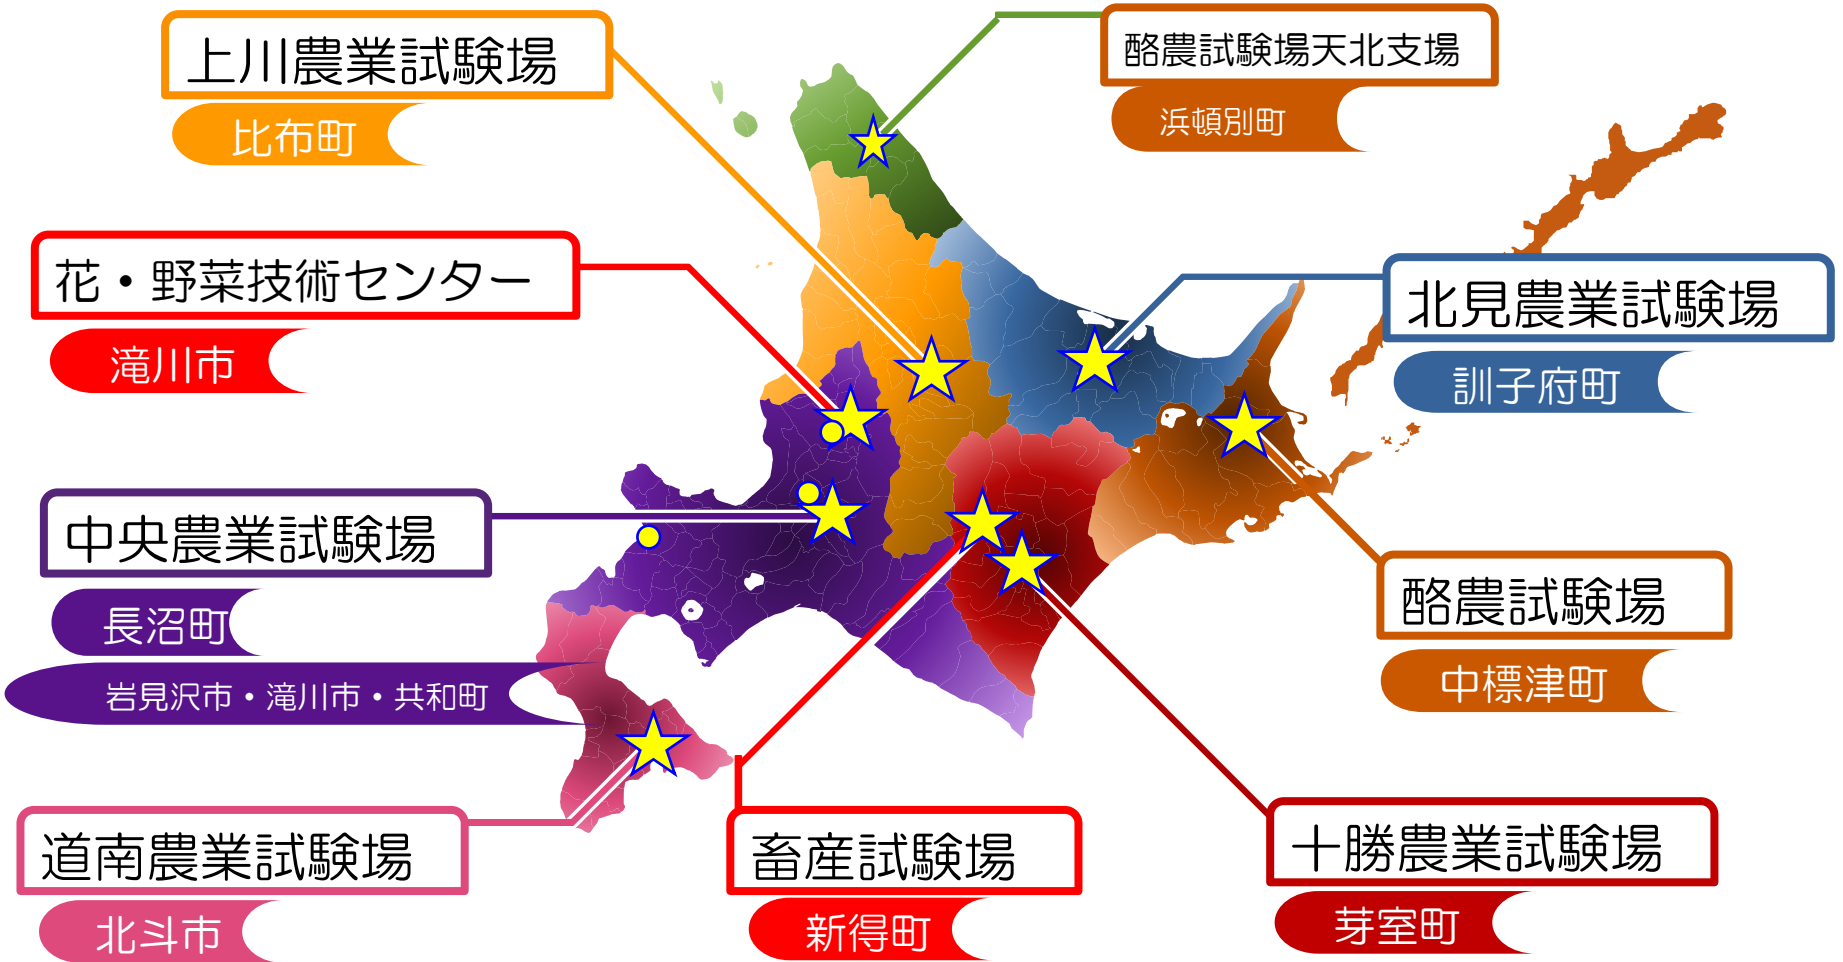 上川農業試験場
比布町
酪農試験場天北支場
浜頓別町
花・野菜技術センター
滝川市
北見農業試験場
訓子府町
中央農業試験場
長沼町
岩見沢市・滝川市・共和町
酪農試験場
中標津町
道南農業試験場
北斗市
畜産試験場
新得町
十勝農業試験場
芽室町